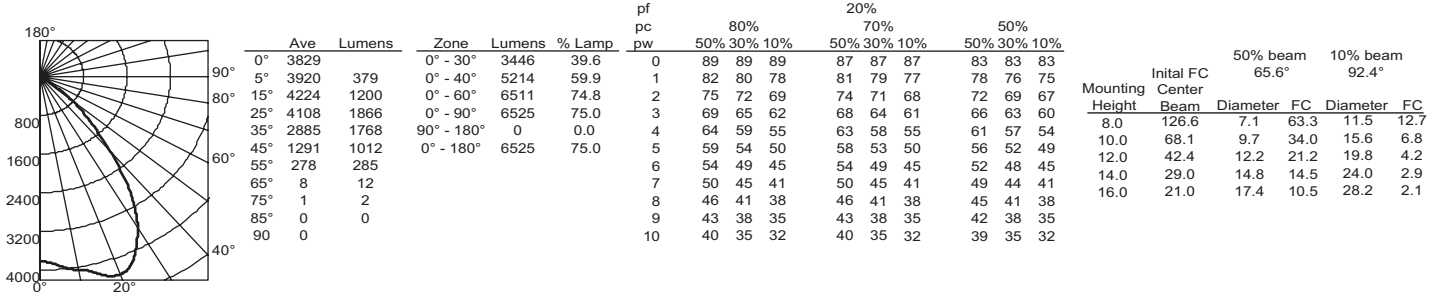 180°
90°
80°
800
1600
60°
2400
3200
40°
4000
0° 20°
Ave Lumens
0° 3829
5° 3920 379
15° 4224 1200
25° 4108 1866
35° 2885 1768
45° 1291 1012
55° 278 285
65° 8 12
75° 1 2
85° 0 0
90 0
Zone Lumens % Lamp
0° - 30° 3446 39.6
0° - 40° 5214 59.9
0° - 60° 6511 74.8
0° - 90° 6525 75.0
90° - 180° 0 0.0
0° - 180° 6525 75.0
pf 20%
pc 80% 70% 50%
pw 50% 30% 10% 50% 30% 10% 50% 30% 10%
0 89 89 89 87 87 87 83 83 83
1 82 80 78 81 79 77 78 76 75
2 75 72 69 74 71 68 72 69 67
3 69 65 62 68 64 61 66 63 60
4 64 59 55 63 58 55 61 57 54
5 59 54 50 58 53 50 56 52 49
6 54 49 45 54 49 45 52 48 45
7 50 45 41 50 45 41 49 44 41
8 46 41 38 46 41 38 45 41 38
9 43 38 35 43 38 35 42 38 35
10 40 35 32 40 35 32 39 35 32
50% beam 10% beam
65.6° 92.4°
Inital FC
Mounting Center
Height Beam Diameter FC Diameter FC
8.0 126.6 7.1 63.3 11.5 12.7
10.0 68.1 9.7 34.0 15.6 6.8
12.0 42.4 12.2 21.2 19.8 4.2
14.0 29.0 14.8 14.5 24.0 2.9
16.0 21.0 17.4 10.5 28.2 2.1